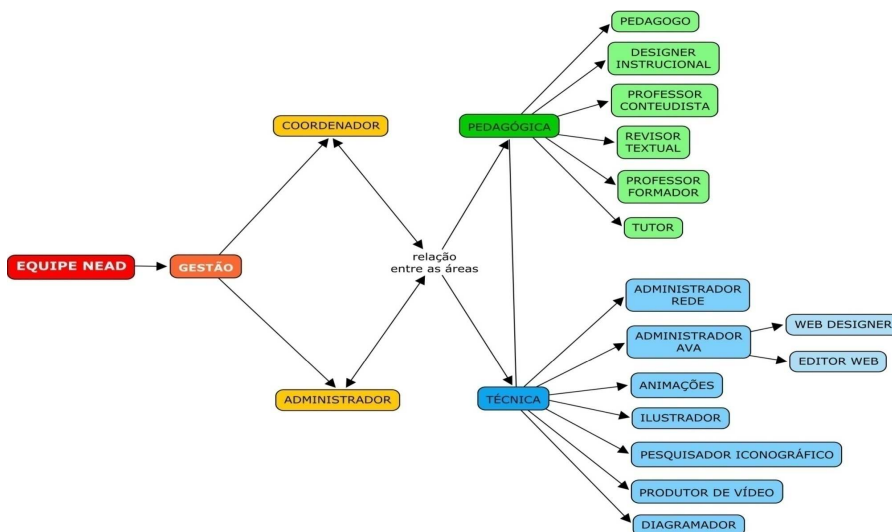 EQUIPE NEAD
GESTÃO
COORDENADOR
ADMINISTRADOR
relação
entre as áreas
PEDAGÓGICA
PEDAGOGO
DESIGNER
INSTRUCIONAL
PROFESSOR
CONTEUDISTA
REVISOR
TEXTUAL
PROFESSOR
FORMADOR
TUTOR
TÉCNICA
ADMINISTRADOR
REDE
ADMINISTRADOR
AVA
WEB DESIGNER
EDITOR WEB
ANIMAÇÕES
ILUSTRADOR
PESQUISADOR ICONOGRÁFICO
PRODUTOR DE VÍDEO
DIAGRAMADOR